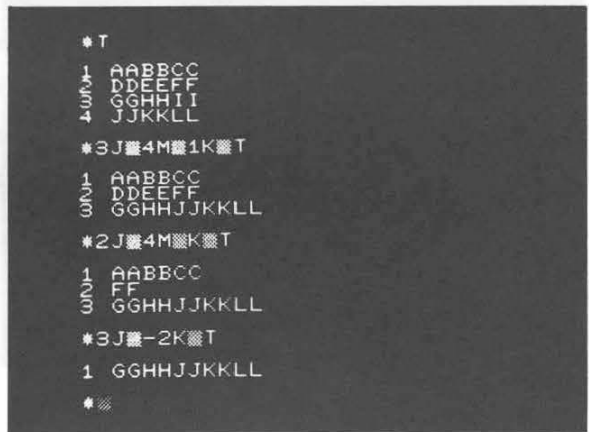 *T
1 AABBCC
2 DDEEFF
3 GGHHII
4 JJKKLL
*3J▒4M▒1K▒T
1 AABBCC
2 DDEEFF
3 GGHHJJKKLL
*2J▒4M▒K▒T
1 AABBCC
2 FF
3 GGHHJJKKLL
*3J▒-2K▒T
1 GGHHJJKKLL
*▒